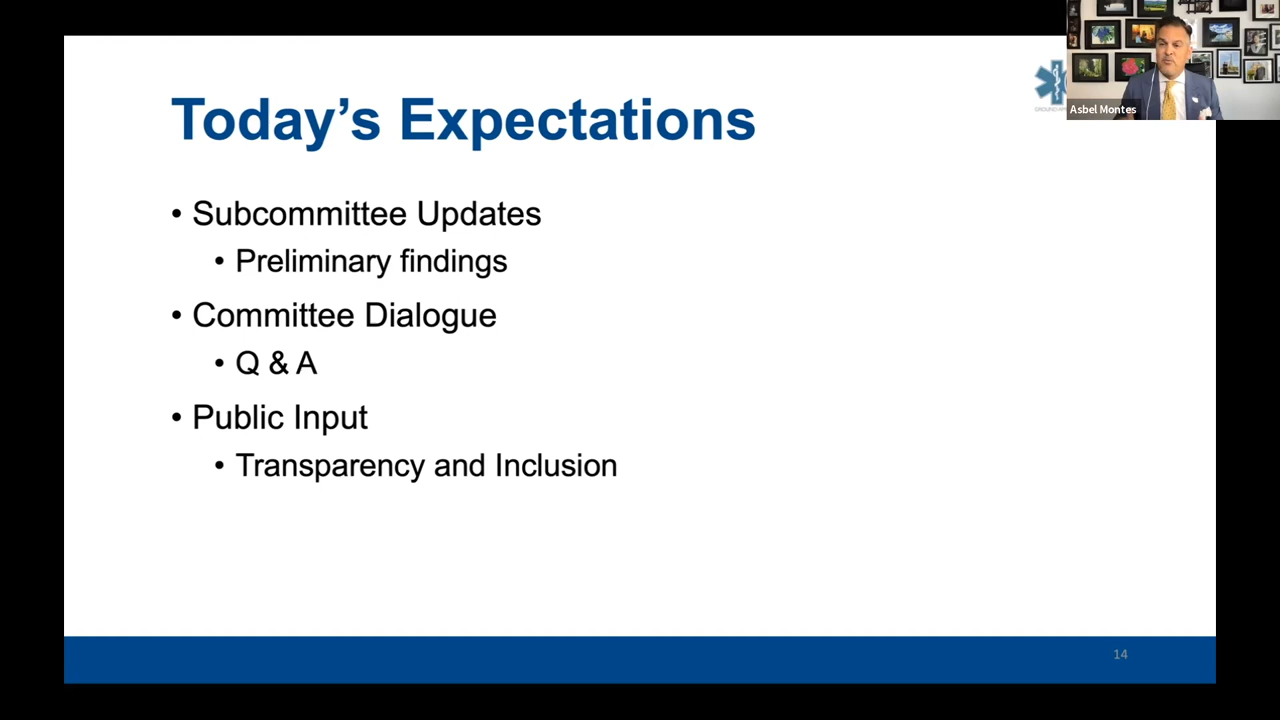 Today's Expectations
• Subcommittee Updates
• Preliminary findings
• Committee Dialogue
• Q & A
• Public Input
• Transparency and Inclusion
14
Asbel Montes